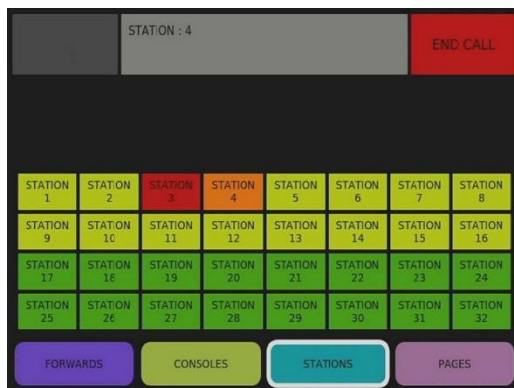 STATION : 4
END CALL
STATION STATION STATION STATION STATION STATION STATION STATION
1 2 3 4 5 6 7 8
STATION STATION STATION STATION STATION STATION STATION STATION
9 10 11 12 13 14 15 16
STATION STATION STATION STATION STATION STATION STATION STATION
17 18 19 20 21 22 23 24
STATION STATION STATION STATION STATION STATION STATION STATION
25 26 27 28 29 30 31 32
FORWARDS CONSOLES STATIONS PAGES